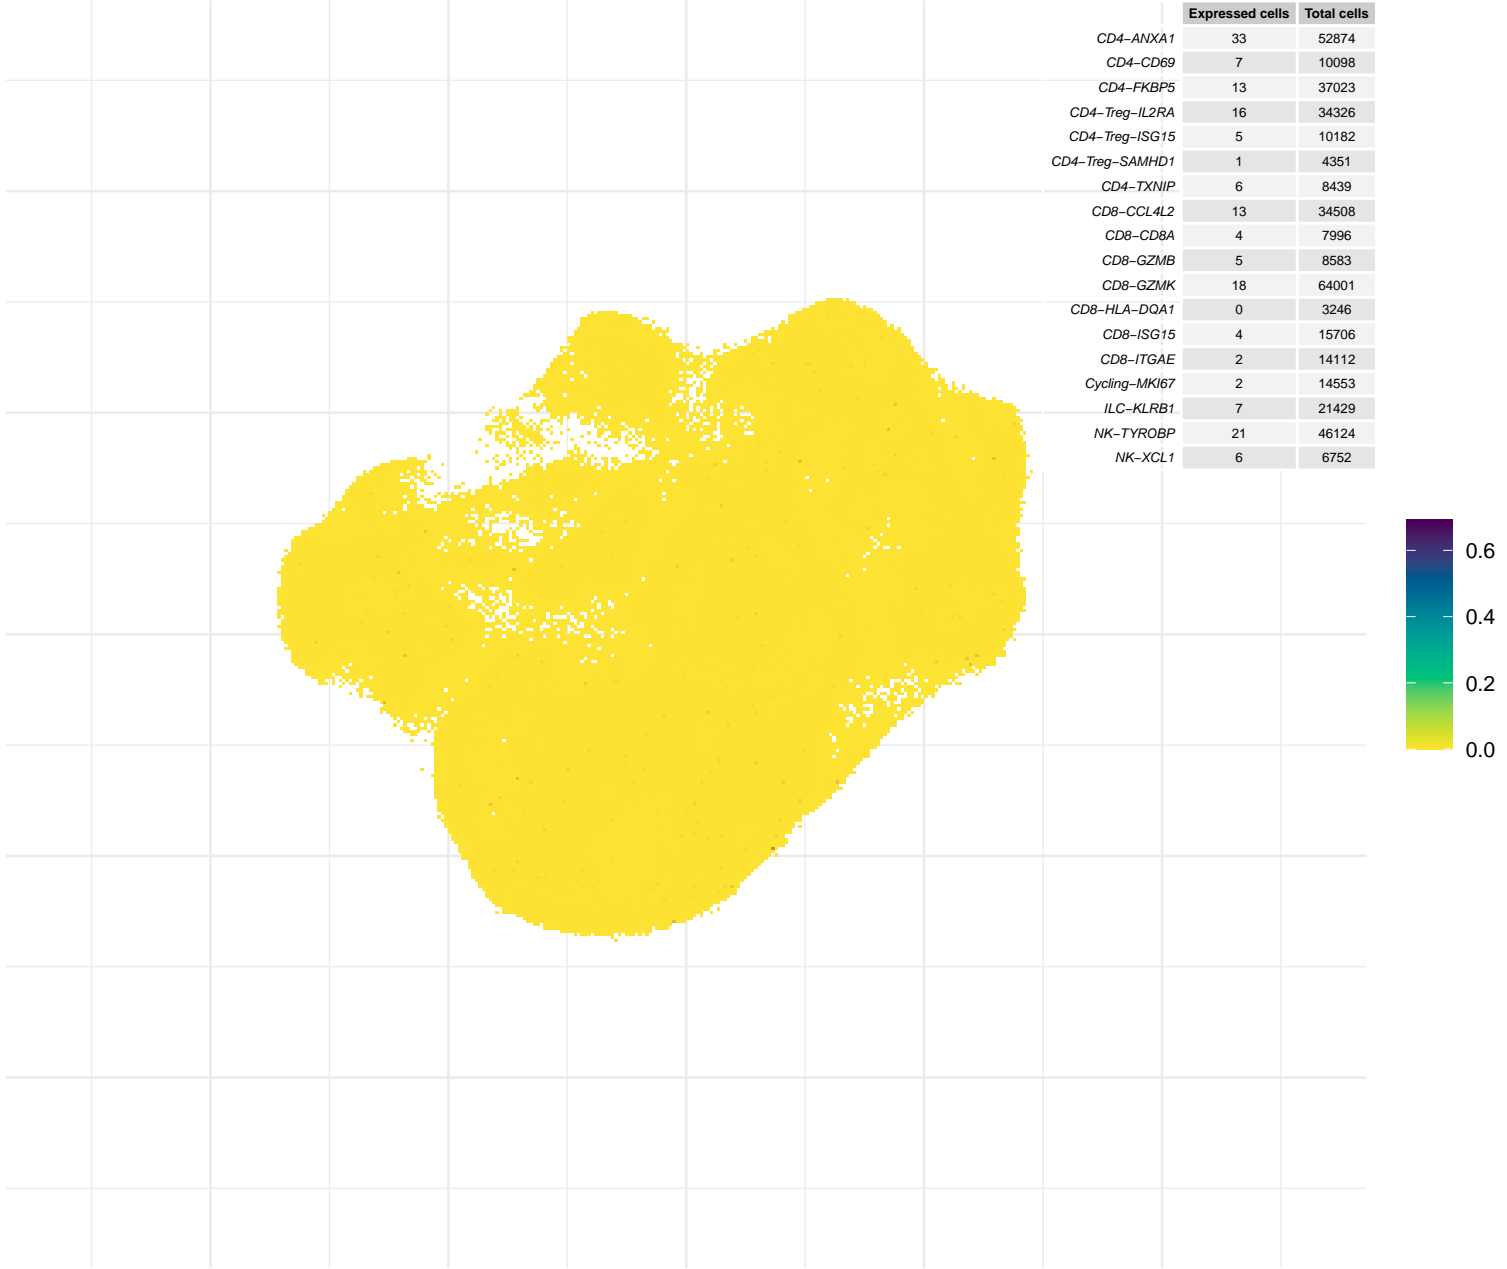 Expressed cells Total cells
CD4−ANXA1 33 52874
CD4−CD69 7 10098
CD4−FKBP5 13 37023
CD4−Treg−IL2RA 16 34326
CD4−Treg−ISG15 5 10182
CD4−Treg−SAMHD1 1 4351
CD4−TXNIP 6 8439
CD8−CCL4L2 13 34508
CD8−CD8A 4 7996
CD8−GZMB 5 8583
CD8−GZMK 18 64001
CD8−HLA−DQA1 0 3246
CD8−ISG15 4 15706
CD8−ITGAE 2 14112
Cycling−MKI67 2 14553
ILC−KLRB1 7 21429
NK−TYROBP 21 46124
NK−XCL1 6 6752
0.6
0.4
0.2
0.0